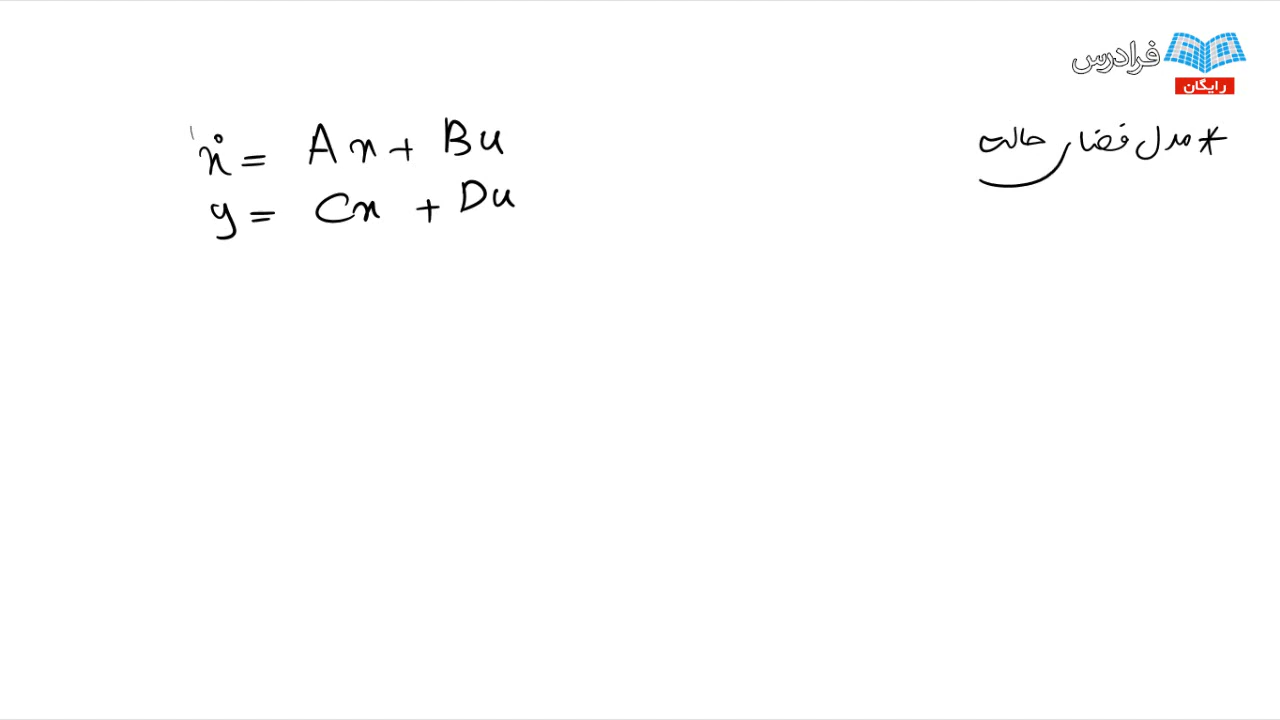 فرادرس
رایگان
* مدل فضای حالت
ẋ = Ax + Bu
y = Cx + Du